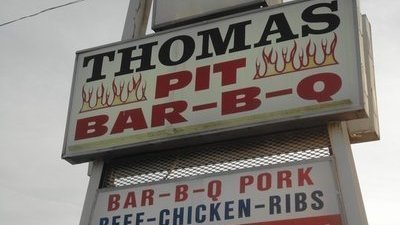 THOMAS
PIT
BAR-B-Q
BAR-B-Q PORK
BEEF-CHICKEN-RIBS